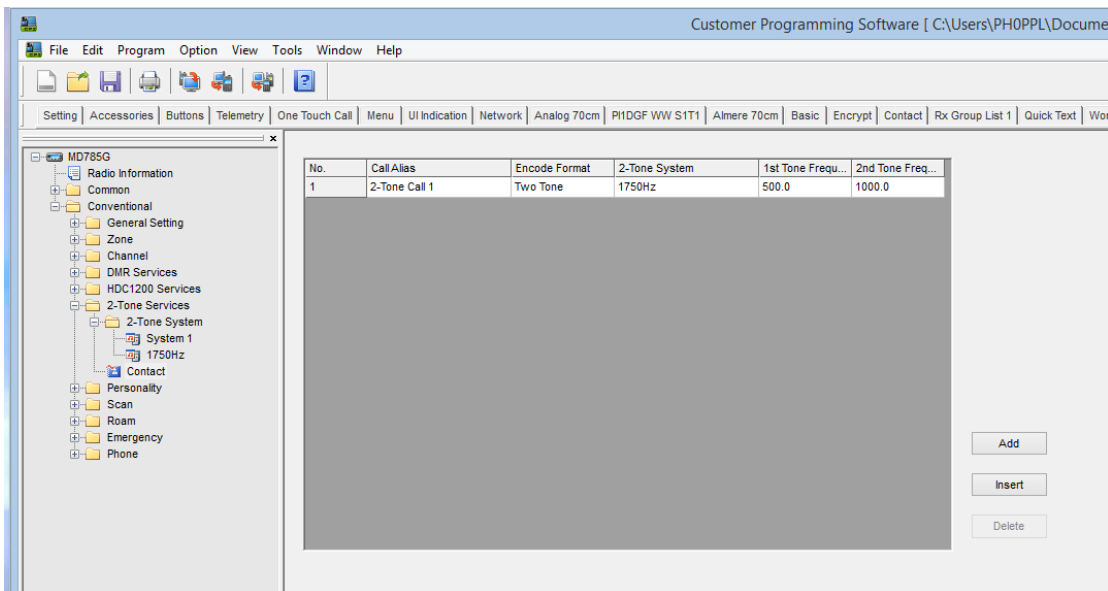 Customer Programming Software [ C:\Users\PH0PPL\Docume
File Edit Program Option View Tools Window Help
Setting Accessories Buttons Telemetry One Touch Call Menu UI Indication Network Analog 70cm PI1DGF WW S1T1 Almere 70cm Basic Encrypt Contact Rx Group List 1 Quick Text Wor
MD785G
Radio Information
Common
Conventional
General Setting
Zone
Channel
DMR Services
HDC1200 Services
2-Tone Services
2-Tone System
System 1
1750Hz
Contact
Personality
Scan
Roam
Emergency
Phone
No. Call Alias Encode Format 2-Tone System 1st Tone Frequ... 2nd Tone Freq...
1 2-Tone Call 1 Two Tone 1750Hz 500.0 1000.0
Add
Insert
Delete